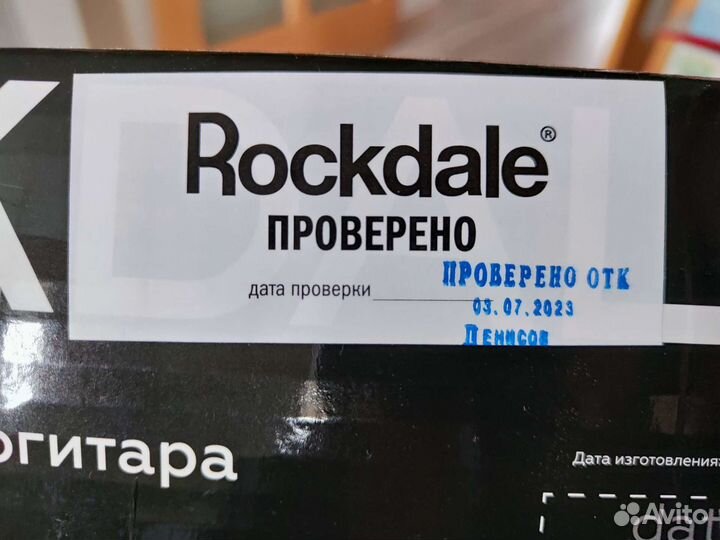 Rockdale®
ПРОВЕРЕНО
дата проверки
ПРОВЕРЕНО ОТК
03.07.2023
Денисов
огитара
Дата изготовления:
Avito